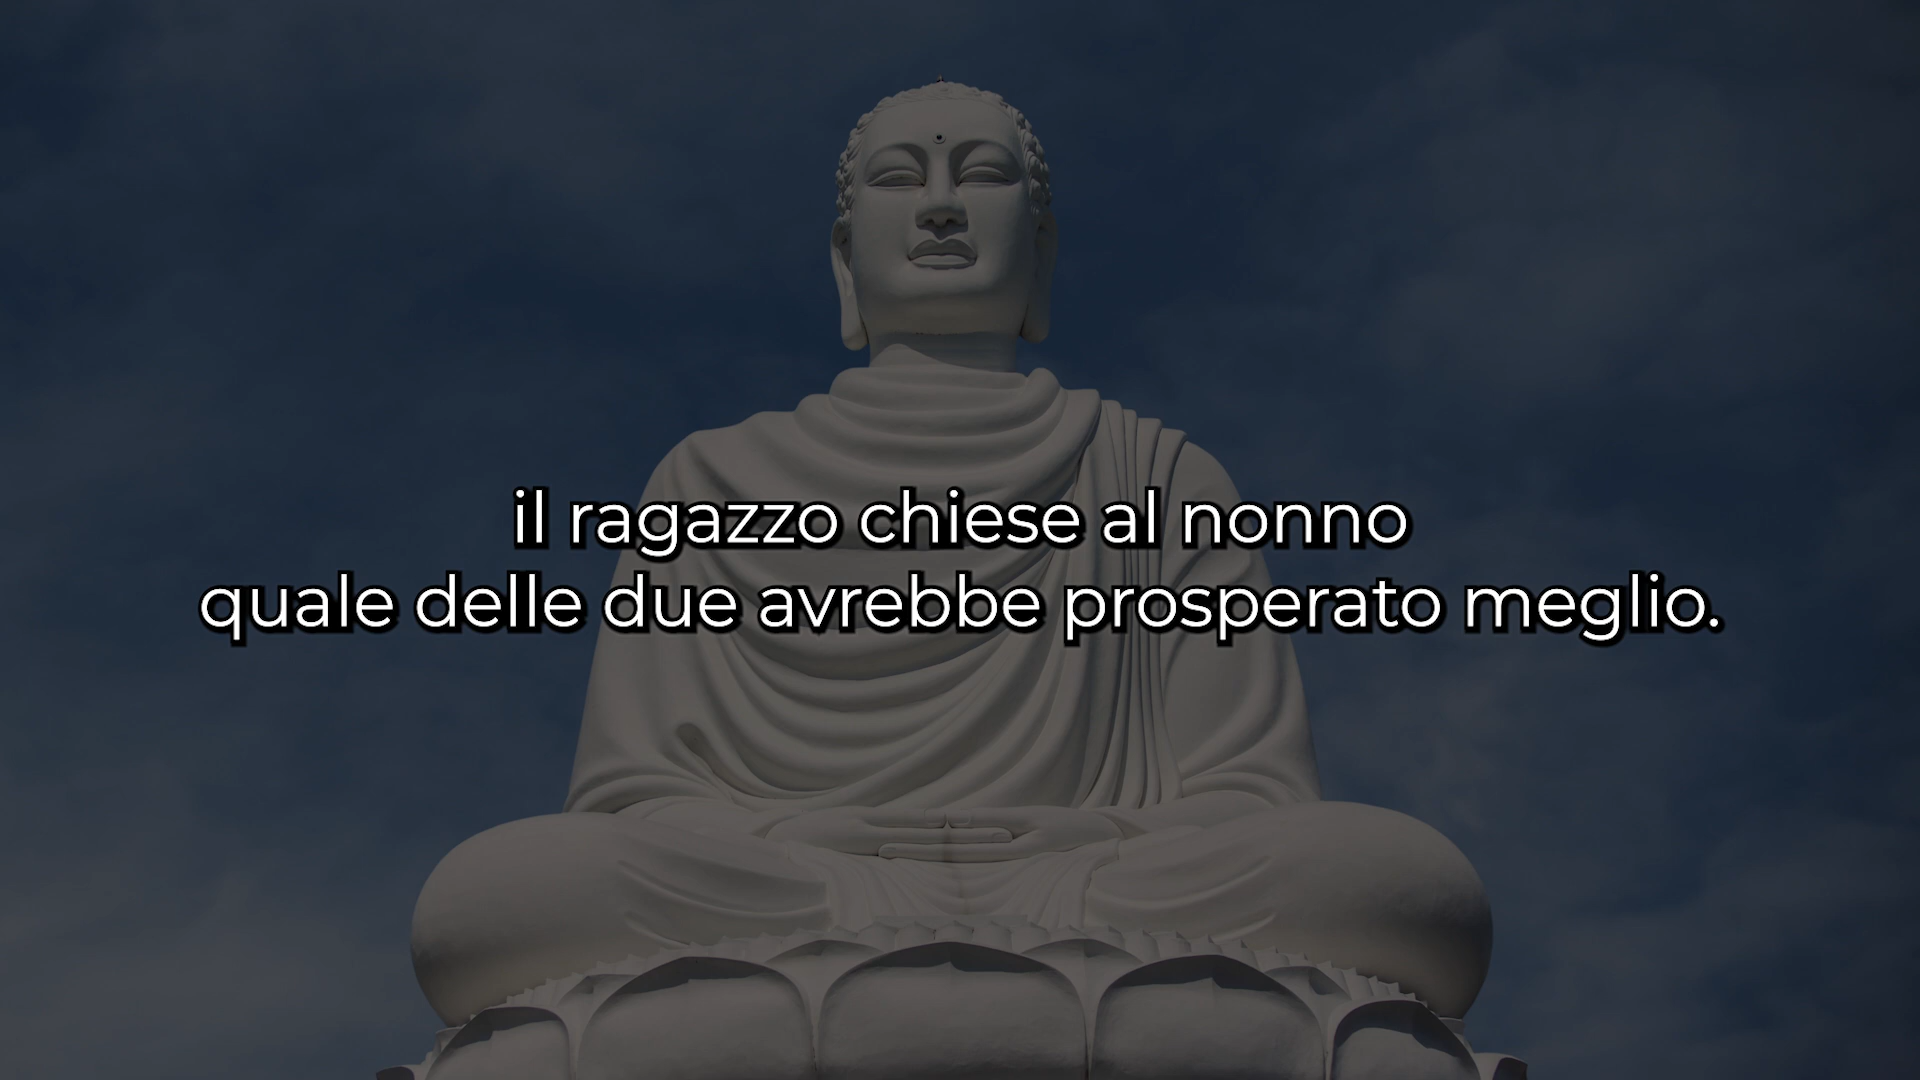 il ragazzo chiese al nonno
quale delle due avrebbe prosperato meglio.